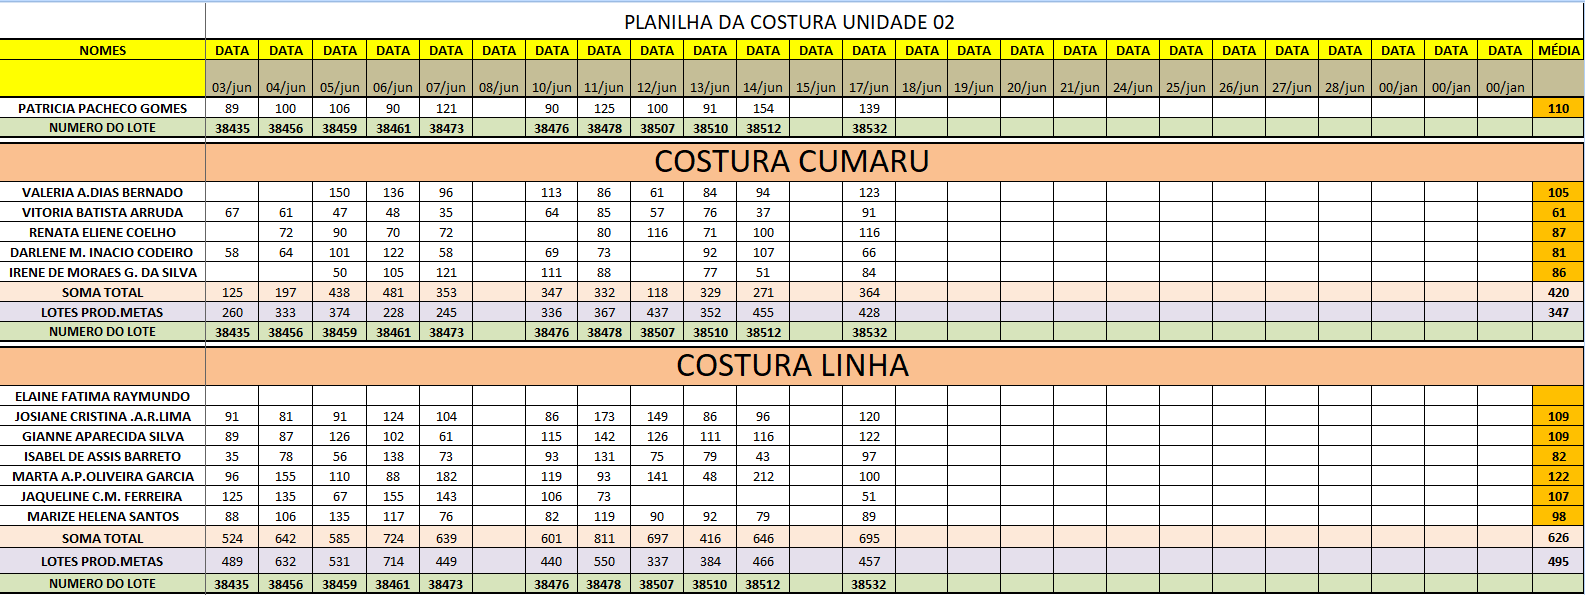 PLANILHA DA COSTURA UNIDADE 02
NOMES DATA DATA DATA DATA DATA DATA DATA DATA DATA DATA DATA DATA DATA DATA DATA DATA DATA DATA DATA DATA DATA DATA DATA DATA DATA MÉDIA
03/jun 04/jun 05/jun 06/jun 07/jun 08/jun 10/jun 11/jun 12/jun 13/jun 14/jun 15/jun 17/jun 18/jun 19/jun 20/jun 21/jun 24/jun 25/jun 26/jun 27/jun 28/jun 00/jan 00/jan 00/jan
PATRICIA PACHECO GOMES 89 100 106 90 121 90 125 100 91 154 139 110
NUMERO DO LOTE 38435 38456 38459 38461 38473 38476 38478 38507 38510 38512 38532
COSTURA CUMARU
VALERIA A.DIAS BERNADO 150 136 96 113 86 61 84 94 123 105
VITORIA BATISTA ARRUDA 67 61 47 48 35 64 85 57 76 37 91 61
RENATA ELIENE COELHO 72 90 70 72 80 116 71 100 116 87
DARLENE M. INACIO CODEIRO 58 64 101 122 58 69 73 92 107 66 81
IRENE DE MORAES G. DA SILVA 50 105 121 111 88 77 51 84 86
SOMA TOTAL 125 197 438 481 353 347 332 118 329 271 364 420
LOTES PROD.METAS 260 333 374 228 245 336 367 437 352 455 428 347
NUMERO DO LOTE 38435 38456 38459 38461 38473 38476 38478 38507 38510 38512 38532
COSTURA LINHA
ELAINE FATIMA RAYMUNDO
JOSIANE CRISTINA .A.R.LIMA 91 81 91 124 104 86 173 149 86 96 120 109
GIANNE APARECIDA SILVA 89 87 126 102 61 115 142 126 111 116 122 109
ISABEL DE ASSIS BARRETO 35 78 56 138 73 93 131 75 79 43 97 82
MARTA A.P.OLIVEIRA GARCIA 96 155 110 88 182 119 93 141 48 212 100 122
JAQUELINE C.M. FERREIRA 125 135 67 155 143 106 73 51 107
MARIZE HELENA SANTOS 88 106 135 117 76 82 119 90 92 79 89 98
SOMA TOTAL 524 642 585 724 639 601 811 697 416 646 695 626
LOTES PROD.METAS 489 632 531 714 449 440 550 337 384 466 457 495
NUMERO DO LOTE 38435 38456 38459 38461 38473 38476 38478 38507 38510 38512 38532